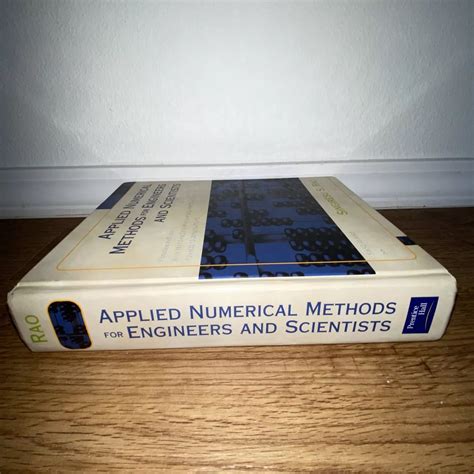 APPLIED NUMERICAL
METHODS FOR ENGINEERS
AND SCIENTISTS
RAO
APPLIED NUMERICAL METHODS
FOR ENGINEERS AND SCIENTISTS
Prentice
Hall